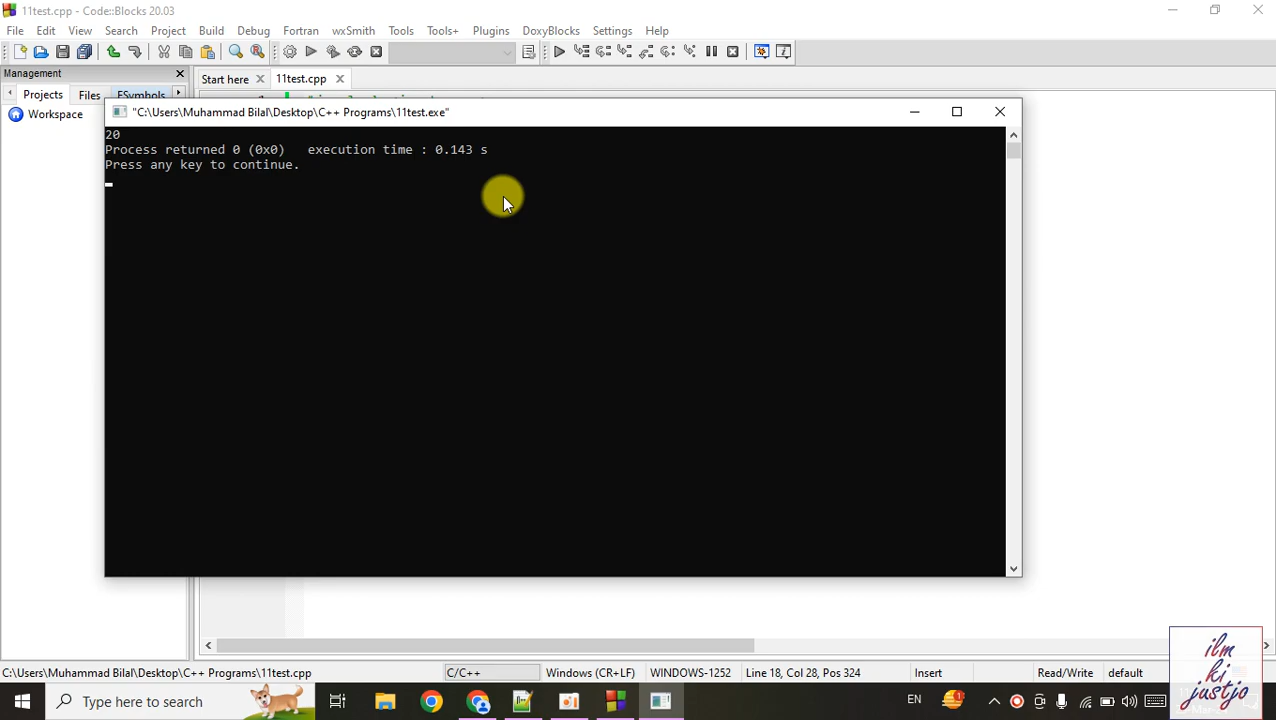 11test.cpp - Code::Blocks 20.03
File Edit View Search Project Build Debug Fortran wxSmith Tools Tools+ Plugins DoxyBlocks Settings Help
Management
Start here
11test.cpp
Projects Files FSymbols
1
Workspace
"C:\Users\Muhammad Bilal\Desktop\C++ Programs\11test.exe"
20
Process returned 0 (0x0)   execution time : 0.143 s
Press any key to continue.
C:\Users\Muhammad Bilal\Desktop\C++ Programs\11test.cpp C/C++ Windows (CR+LF) WINDOWS-1252 Line 18, Col 28, Pos 324 Insert Read/Write default
Type here to search
EN
1
ilm
ki
justjo